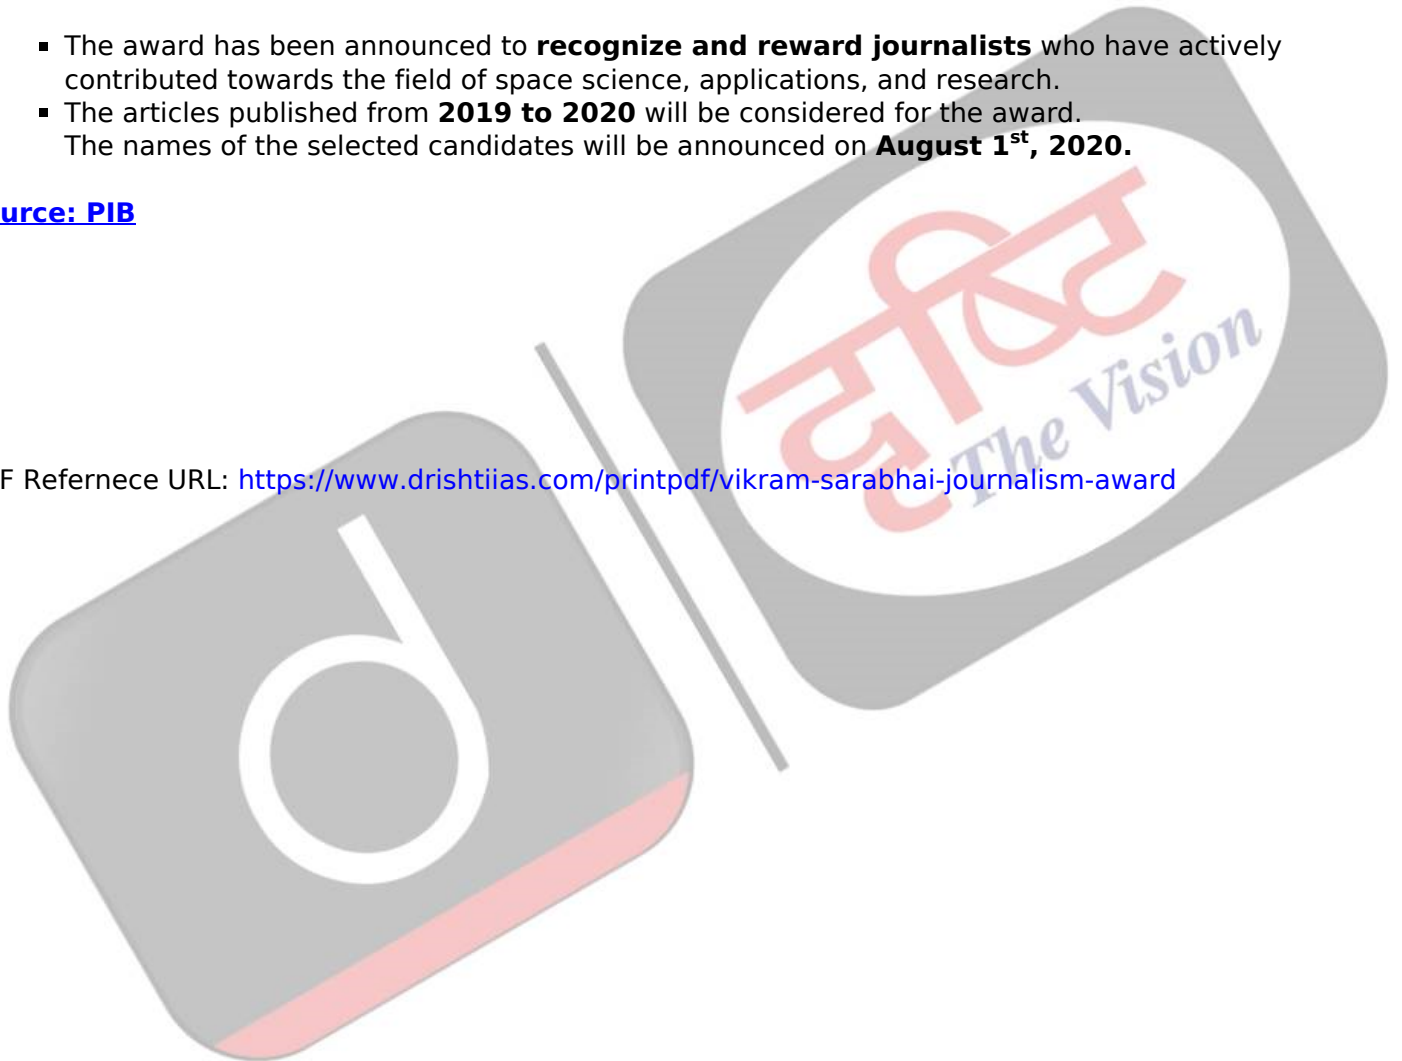 ▪ The award has been announced to recognize and reward journalists who have actively
contributed towards the field of space science, applications, and research.
▪ The articles published from 2019 to 2020 will be considered for the award.
The names of the selected candidates will be announced on August 1st, 2020.
urce: PIB
दृष्टि
The Vision
F Refernece URL: https://www.drishtiias.com/printpdf/vikram-sarabhai-journalism-award
d